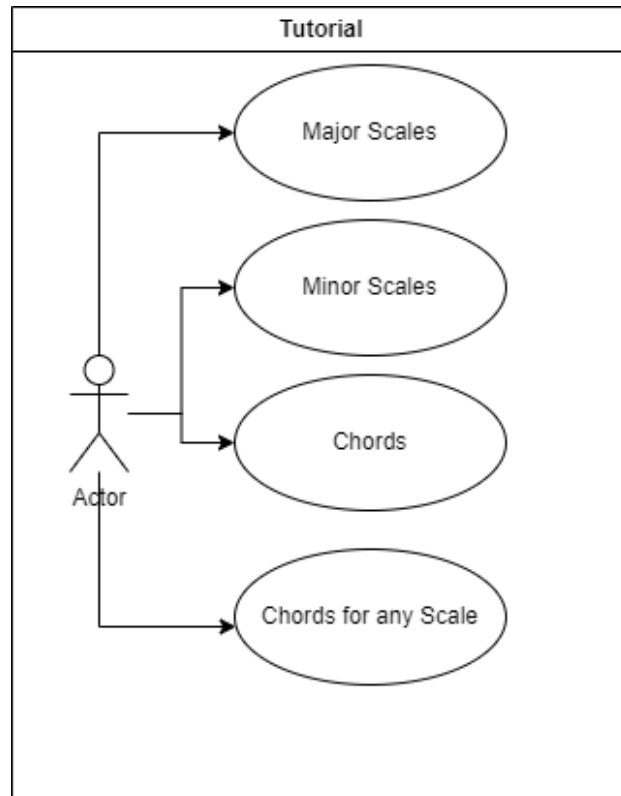 Tutorial
Major Scales
Minor Scales
Chords
Actor
Chords for any Scale